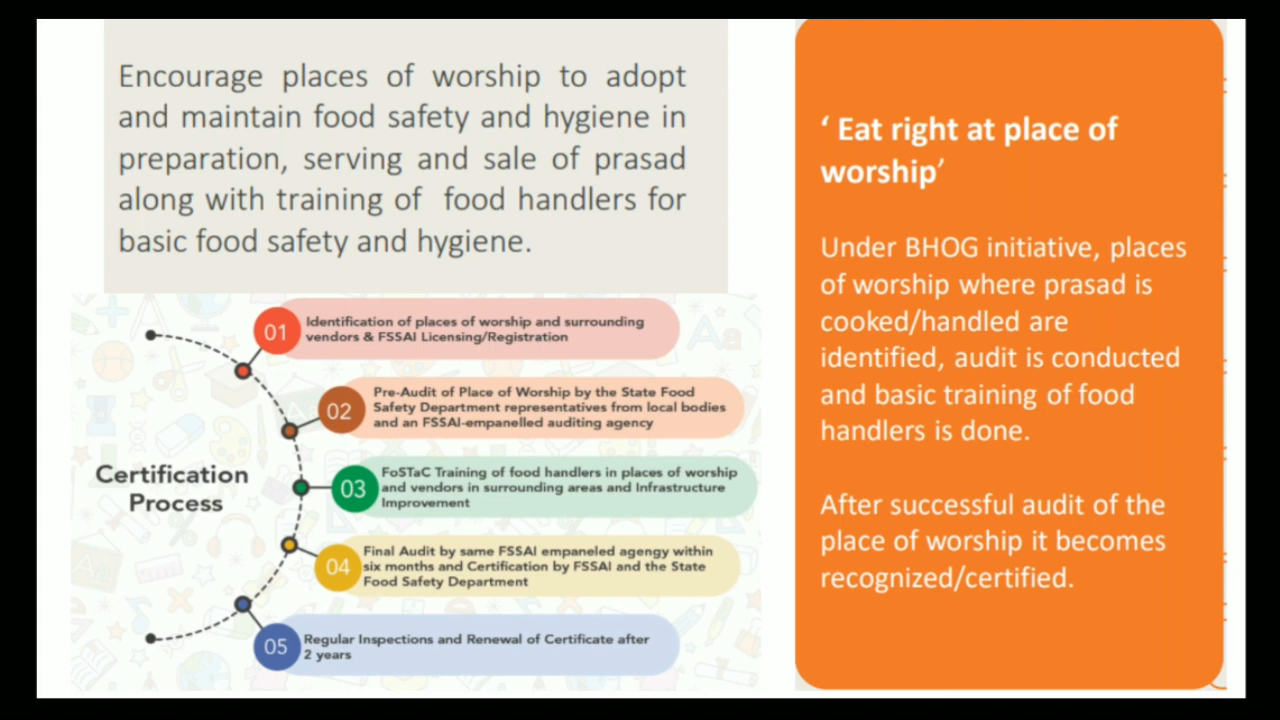 Encourage places of worship to adopt
and maintain food safety and hygiene in
preparation, serving and sale of prasad
along with training of food handlers for
basic food safety and hygiene.
Certification
Process
01
Identification of places of worship and surrounding
vendors & FSSAI Licensing/Registration
02
Pre-Audit of Place of Worship by the State Food
Safety Department representatives from local bodies
and an FSSAI-empanelled auditing agency
03
FoSTaC Training of food handlers in places of worship
and vendors in surrounding areas and Infrastructure
Improvement
04
Final Audit by same FSSAI empaneled agengy within
six months and Certification by FSSAI and the State
Food Safety Department
05
Regular Inspections and Renewal of Certificate after
2 years
‘ Eat right at place of
worship’
Under BHOG initiative, places
of worship where prasad is
cooked/handled are
identified, audit is conducted
and basic training of food
handlers is done.
After successful audit of the
place of worship it becomes
recognized/certified.